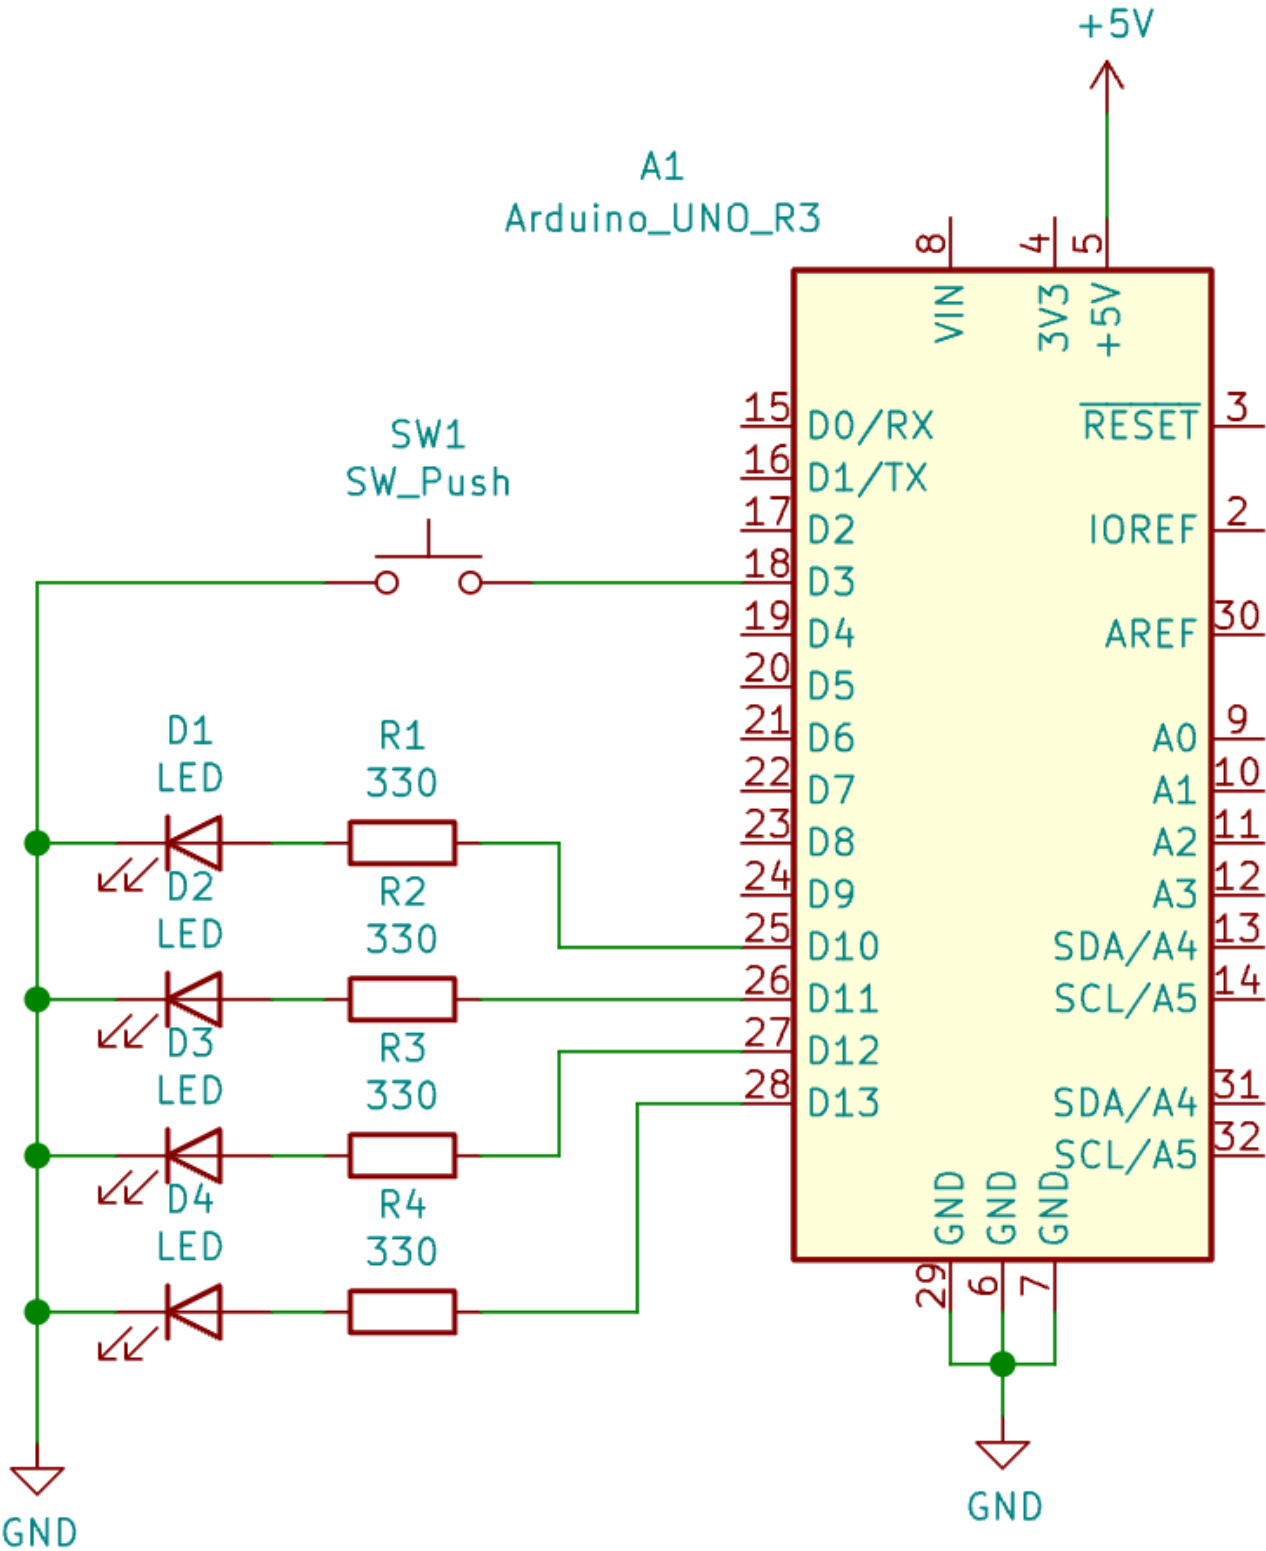 +5V
A1
Arduino_UNO_R3
8
4
5
VIN
3V3
+5V
15
D0/RX
RESET
3
16
D1/TX
17
D2
IOREF
2
SW1
SW_Push
18
D3
19
D4
AREF
30
20
D5
21
D6
A0
9
22
D7
A1
10
23
D8
A2
11
24
D9
A3
12
25
D10
SDA/A4
13
26
D11
SCL/A5
14
27
D12
28
D13
SDA/A4
31
SCL/A5
32
D1
LED
R1
330
D2
LED
R2
330
D3
LED
R3
330
D4
LED
R4
330
GND
GND
GND
29
6
7
GND
GND